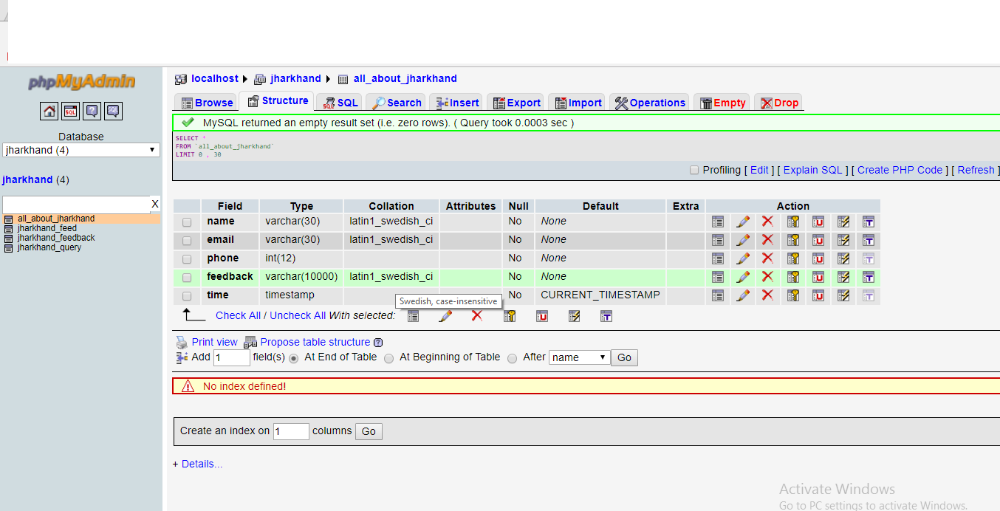 phpMyAdmin
SQL
Database
jharkhand (4)
jharkhand (4)
X
all_about_jharkhand
jharkhand_feed
jharkhand_feedback
jharkhand_query
localhost jharkhand all_about_jharkhand
Browse Structure SQL Search Insert Export Import Operations Empty Drop
MySQL returned an empty result set (i.e. zero rows). ( Query took 0.0003 sec )
SELECT *
FROM `all_about_jharkhand`
LIMIT 0 , 30
Profiling [ Edit ] [ Explain SQL ] [ Create PHP Code ] [ Refresh ]
Field Type Collation Attributes Null Default Extra Action
name varchar(30) latin1_swedish_ci No None
email varchar(30) latin1_swedish_ci No None
phone int(12) No None
feedback varchar(10000) latin1_swedish_ci No None
time timestamp No CURRENT_TIMESTAMP
Swedish, case-insensitive
Check All / Uncheck All With selected:
Print view Propose table structure
Add 1 field(s) At End of Table At Beginning of Table After name Go
No index defined!
Create an index on 1 columns Go
+ Details...
Activate Windows
Go to PC settings to activate Windows.